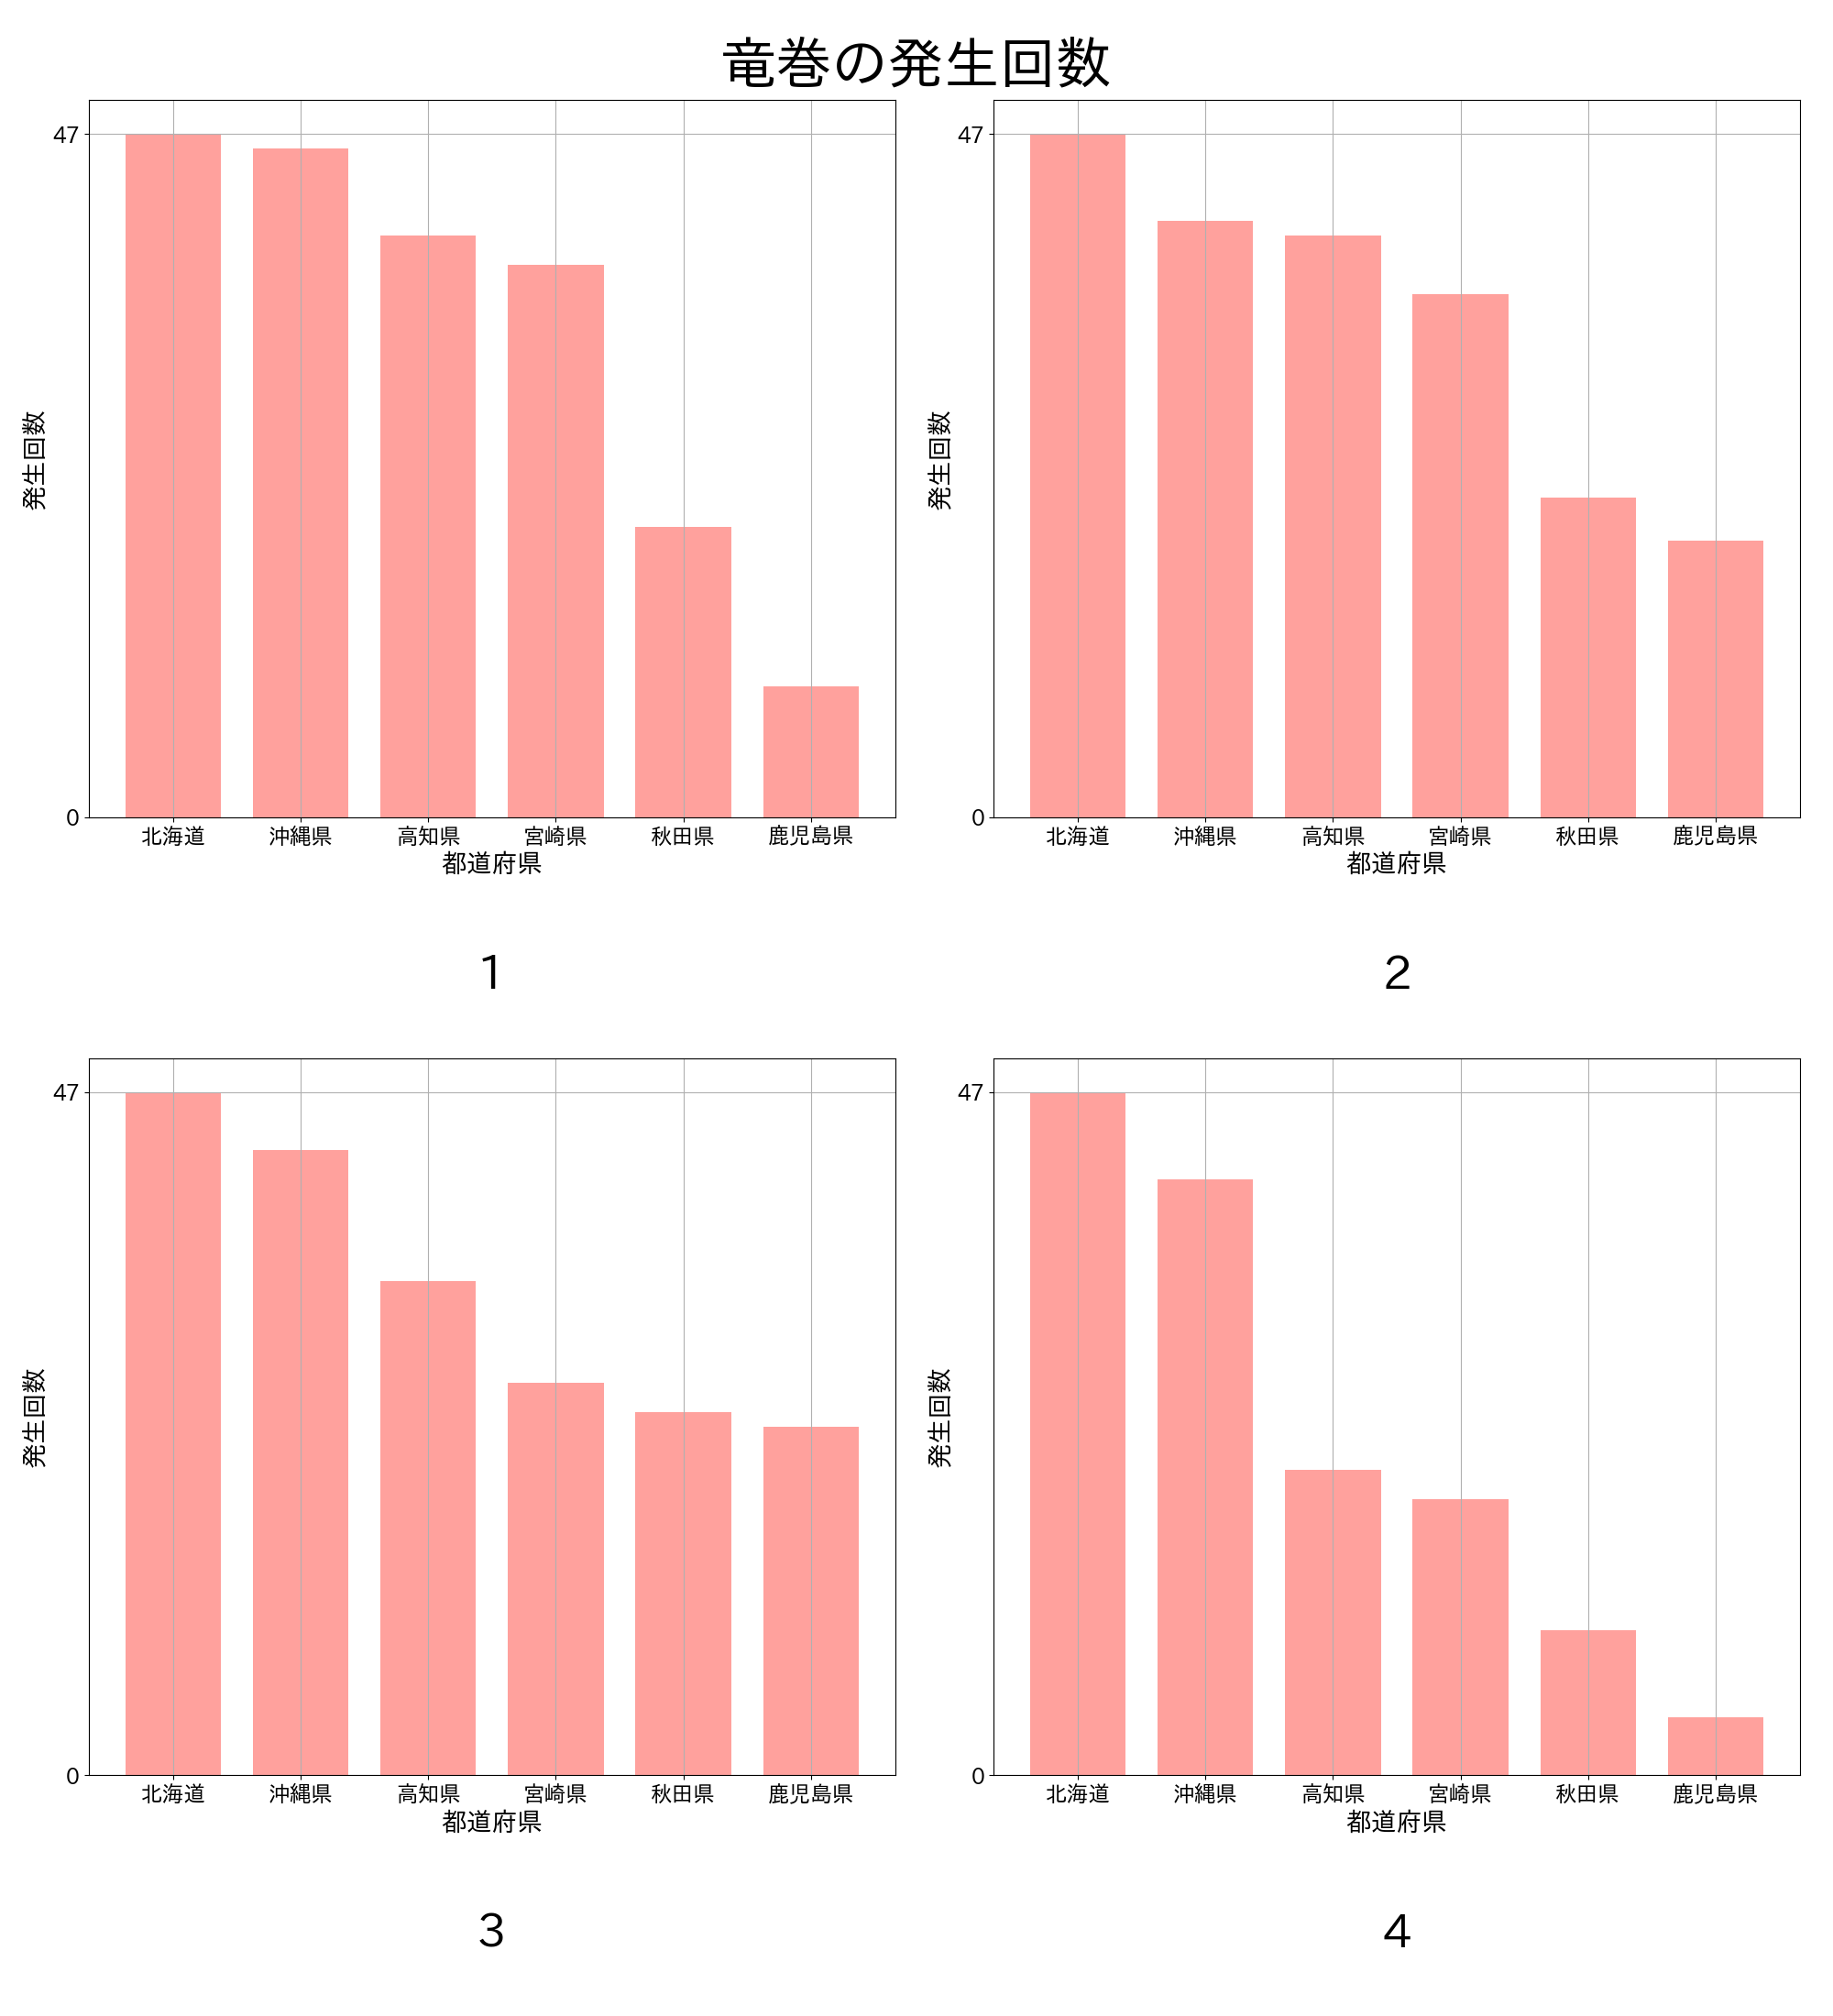 竜巻の発生回数
47
0
発生回数
北海道 沖縄県 高知県 宮崎県 秋田県 鹿児島県
都道府県
1
47
0
発生回数
北海道 沖縄県 高知県 宮崎県 秋田県 鹿児島県
都道府県
2
47
0
発生回数
北海道 沖縄県 高知県 宮崎県 秋田県 鹿児島県
都道府県
3
47
0
発生回数
北海道 沖縄県 高知県 宮崎県 秋田県 鹿児島県
都道府県
4